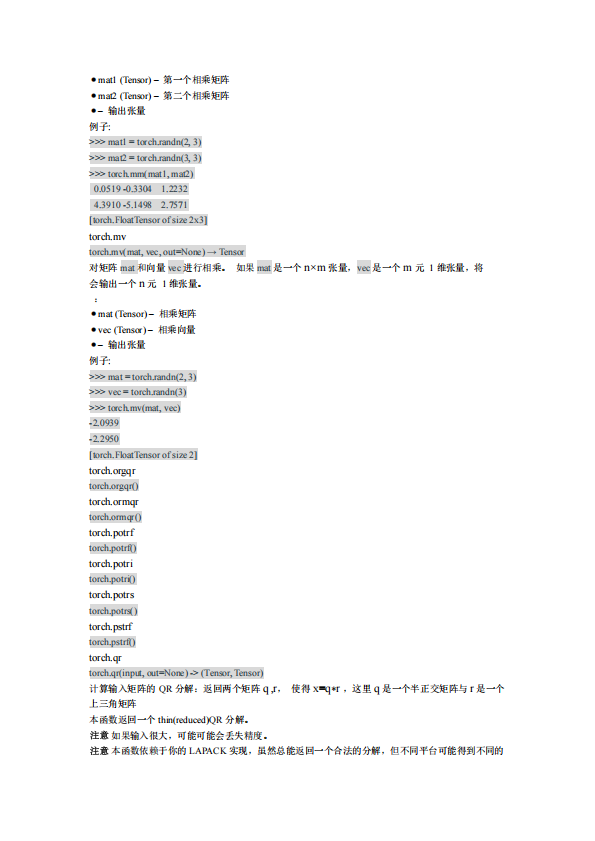 ●mat1 (Tensor) – 第一个相乘矩阵
●mat2 (Tensor) – 第二个相乘矩阵
●– 输出张量
例子:
>>> mat1 = torch.randn(2, 3)
>>> mat2 = torch.randn(3, 3)
>>> torch.mm(mat1, mat2)
0.0519 -0.3304 1.2232
4.3910 -5.1498 2.7571
[torch.FloatTensor of size 2x3]
torch.mv
torch.mv(mat, vec, out=None) → Tensor
对矩阵 mat 和向量 vec 进行相乘。 如果 mat 是一个 n×m 张量，vec 是一个 m 元 1 维张量，将
会输出一个 n 元 1 维张量。
：
●mat (Tensor) – 相乘矩阵
●vec (Tensor) – 相乘向量
●– 输出张量
例子:
>>> mat = torch.randn(2, 3)
>>> vec = torch.randn(3)
>>> torch.mv(mat, vec)
-2.0939
-2.2950
[torch.FloatTensor of size 2]
torch.orgqr
torch.orgqr()
torch.ormqr
torch.ormqr()
torch.potrf
torch.potrf()
torch.potri
torch.potri()
torch.potrs
torch.potrs()
torch.pstrf
torch.pstrf()
torch.qr
torch.qr(input, out=None) -> (Tensor, Tensor)
计算输入矩阵的 QR 分解：返回两个矩阵 q ,r， 使得 x=q∗r ，这里 q 是一个半正交矩阵与 r 是一个
上三角矩阵
本函数返回一个 thin(reduced)QR 分解。
注意 如果输入很大，可能可能会丢失精度。
注意 本函数依赖于你的 LAPACK 实现，虽然总能返回一个合法的分解，但不同平台可能得到不同的